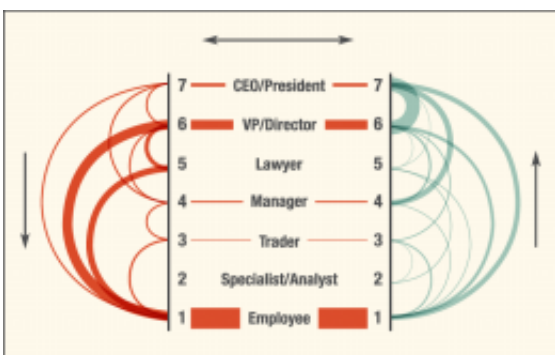 7 CEO/President 7
6 VP/Director 6
5 Lawyer 5
4 Manager 4
3 Trader 3
2 Specialist/Analyst 2
1 Employee 1